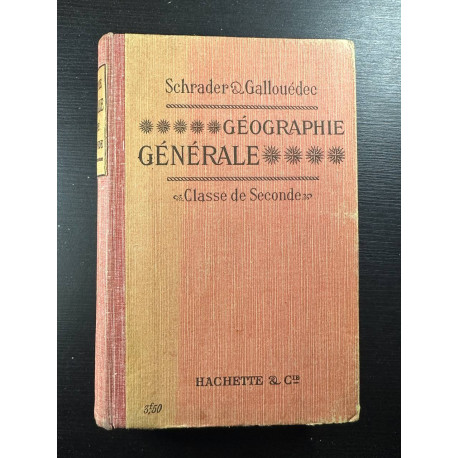 Schrader & Gallouédec
GÉOGRAPHIE
GÉNÉRALE
Classe de Seconde
HACHETTE & Cie
3f50